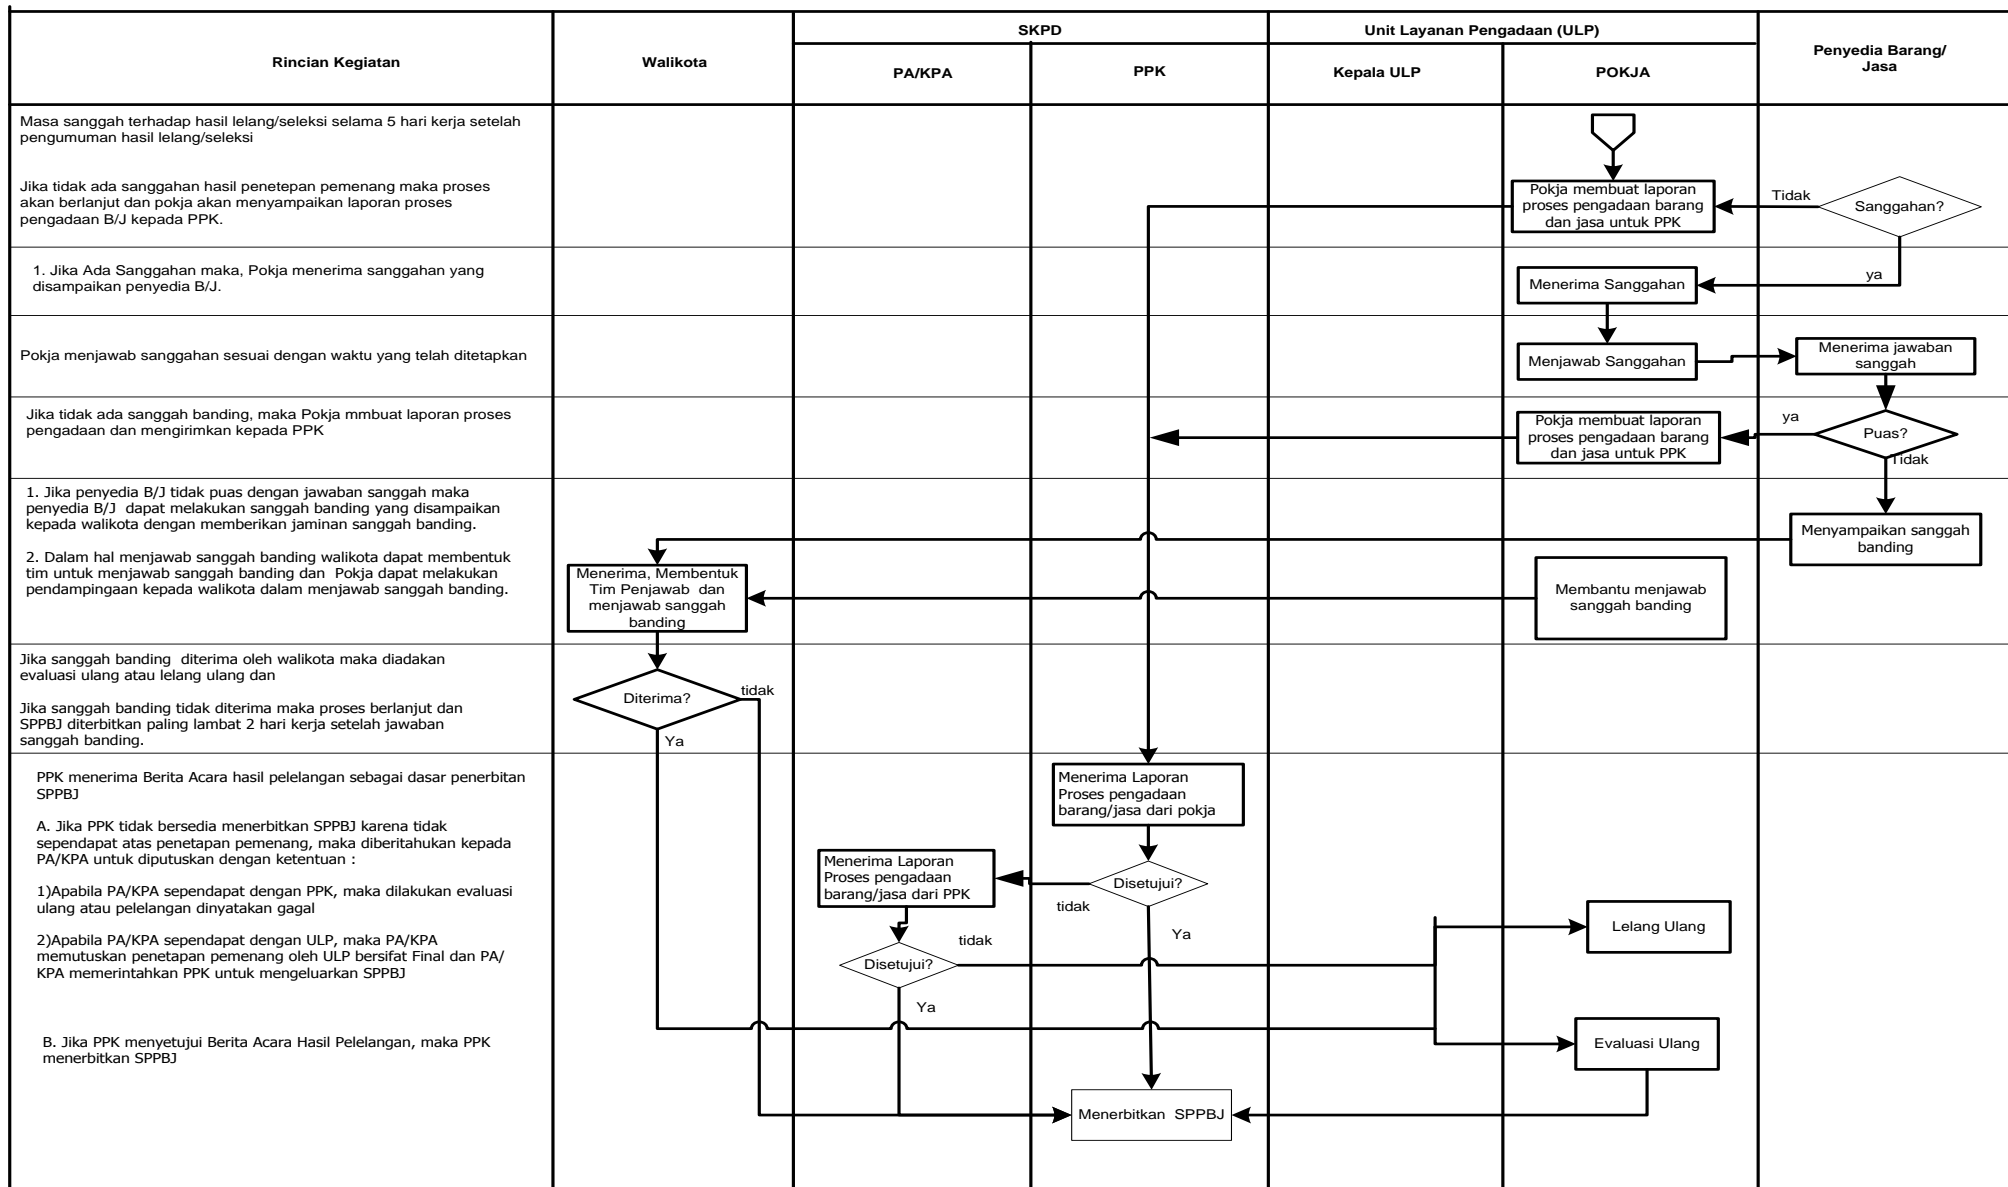 Rincian Kegiatan
Walikota
SKPD
PA/KPA
PPK
Unit Layanan Pengadaan (ULP)
Kepala ULP
POKJA
Penyedia Barang/
Jasa
Masa sanggah terhadap hasil lelang/seleksi selama 5 hari kerja setelah
pengumuman hasil lelang/seleksi
Jika tidak ada sanggahan hasil penetepan pemenang maka proses
akan berlanjut dan pokja akan menyampaikan laporan proses
pengadaan B/J kepada PPK.
Pokja membuat laporan
proses pengadaan barang
dan jasa untuk PPK
Tidak
Sanggahan?
1. Jika Ada Sanggahan maka, Pokja menerima sanggahan yang
disampaikan penyedia B/J.
Menerima Sanggahan
ya
Pokja menjawab sanggahan sesuai dengan waktu yang telah ditetapkan
Menjawab Sanggahan
Menerima jawaban
sanggah
Jika tidak ada sanggah banding, maka Pokja mmbuat laporan proses
pengadaan dan mengirimkan kepada PPK
Pokja membuat laporan
proses pengadaan barang
dan jasa untuk PPK
ya
Puas?
Tidak
1. Jika penyedia B/J tidak puas dengan jawaban sanggah maka
penyedia B/J  dapat melakukan sanggah banding yang disampaikan
kepada walikota dengan memberikan jaminan sanggah banding.
2. Dalam hal menjawab sanggah banding walikota dapat membentuk
tim untuk menjawab sanggah banding dan  Pokja dapat melakukan
pendampingaan kepada walikota dalam menjawab sanggah banding.
Menyampaikan sanggah
banding
Menerima, Membentuk
Tim Penjawab  dan
menjawab sanggah
banding
Membantu menjawab
sanggah banding
Jika sanggah banding  diterima oleh walikota maka diadakan
evaluasi ulang atau lelang ulang dan
Jika sanggah banding tidak diterima maka proses berlanjut dan
SPPBJ diterbitkan paling lambat 2 hari kerja setelah jawaban
sanggah banding.
Diterima?
tidak
Ya
PPK menerima Berita Acara hasil pelelangan sebagai dasar penerbitan
SPPBJ
A. Jika PPK tidak bersedia menerbitkan SPPBJ karena tidak
sependapat atas penetapan pemenang, maka diberitahukan kepada
PA/KPA untuk diputuskan dengan ketentuan :
1)Apabila PA/KPA sependapat dengan PPK, maka dilakukan evaluasi
ulang atau pelelangan dinyatakan gagal
2)Apabila PA/KPA sependapat dengan ULP, maka PA/KPA
memutuskan penetapan pemenang oleh ULP bersifat Final dan PA/
KPA memerintahkan PPK untuk mengeluarkan SPPBJ
B. Jika PPK menyetujui Berita Acara Hasil Pelelangan, maka PPK
menerbitkan SPPBJ
Menerima Laporan
Proses pengadaan
barang/jasa dari pokja
Menerima Laporan
Proses pengadaan
barang/jasa dari PPK
Disetujui?
tidak
Ya
Disetujui?
tidak
Ya
Lelang Ulang
Evaluasi Ulang
Menerbitkan  SPPBJ